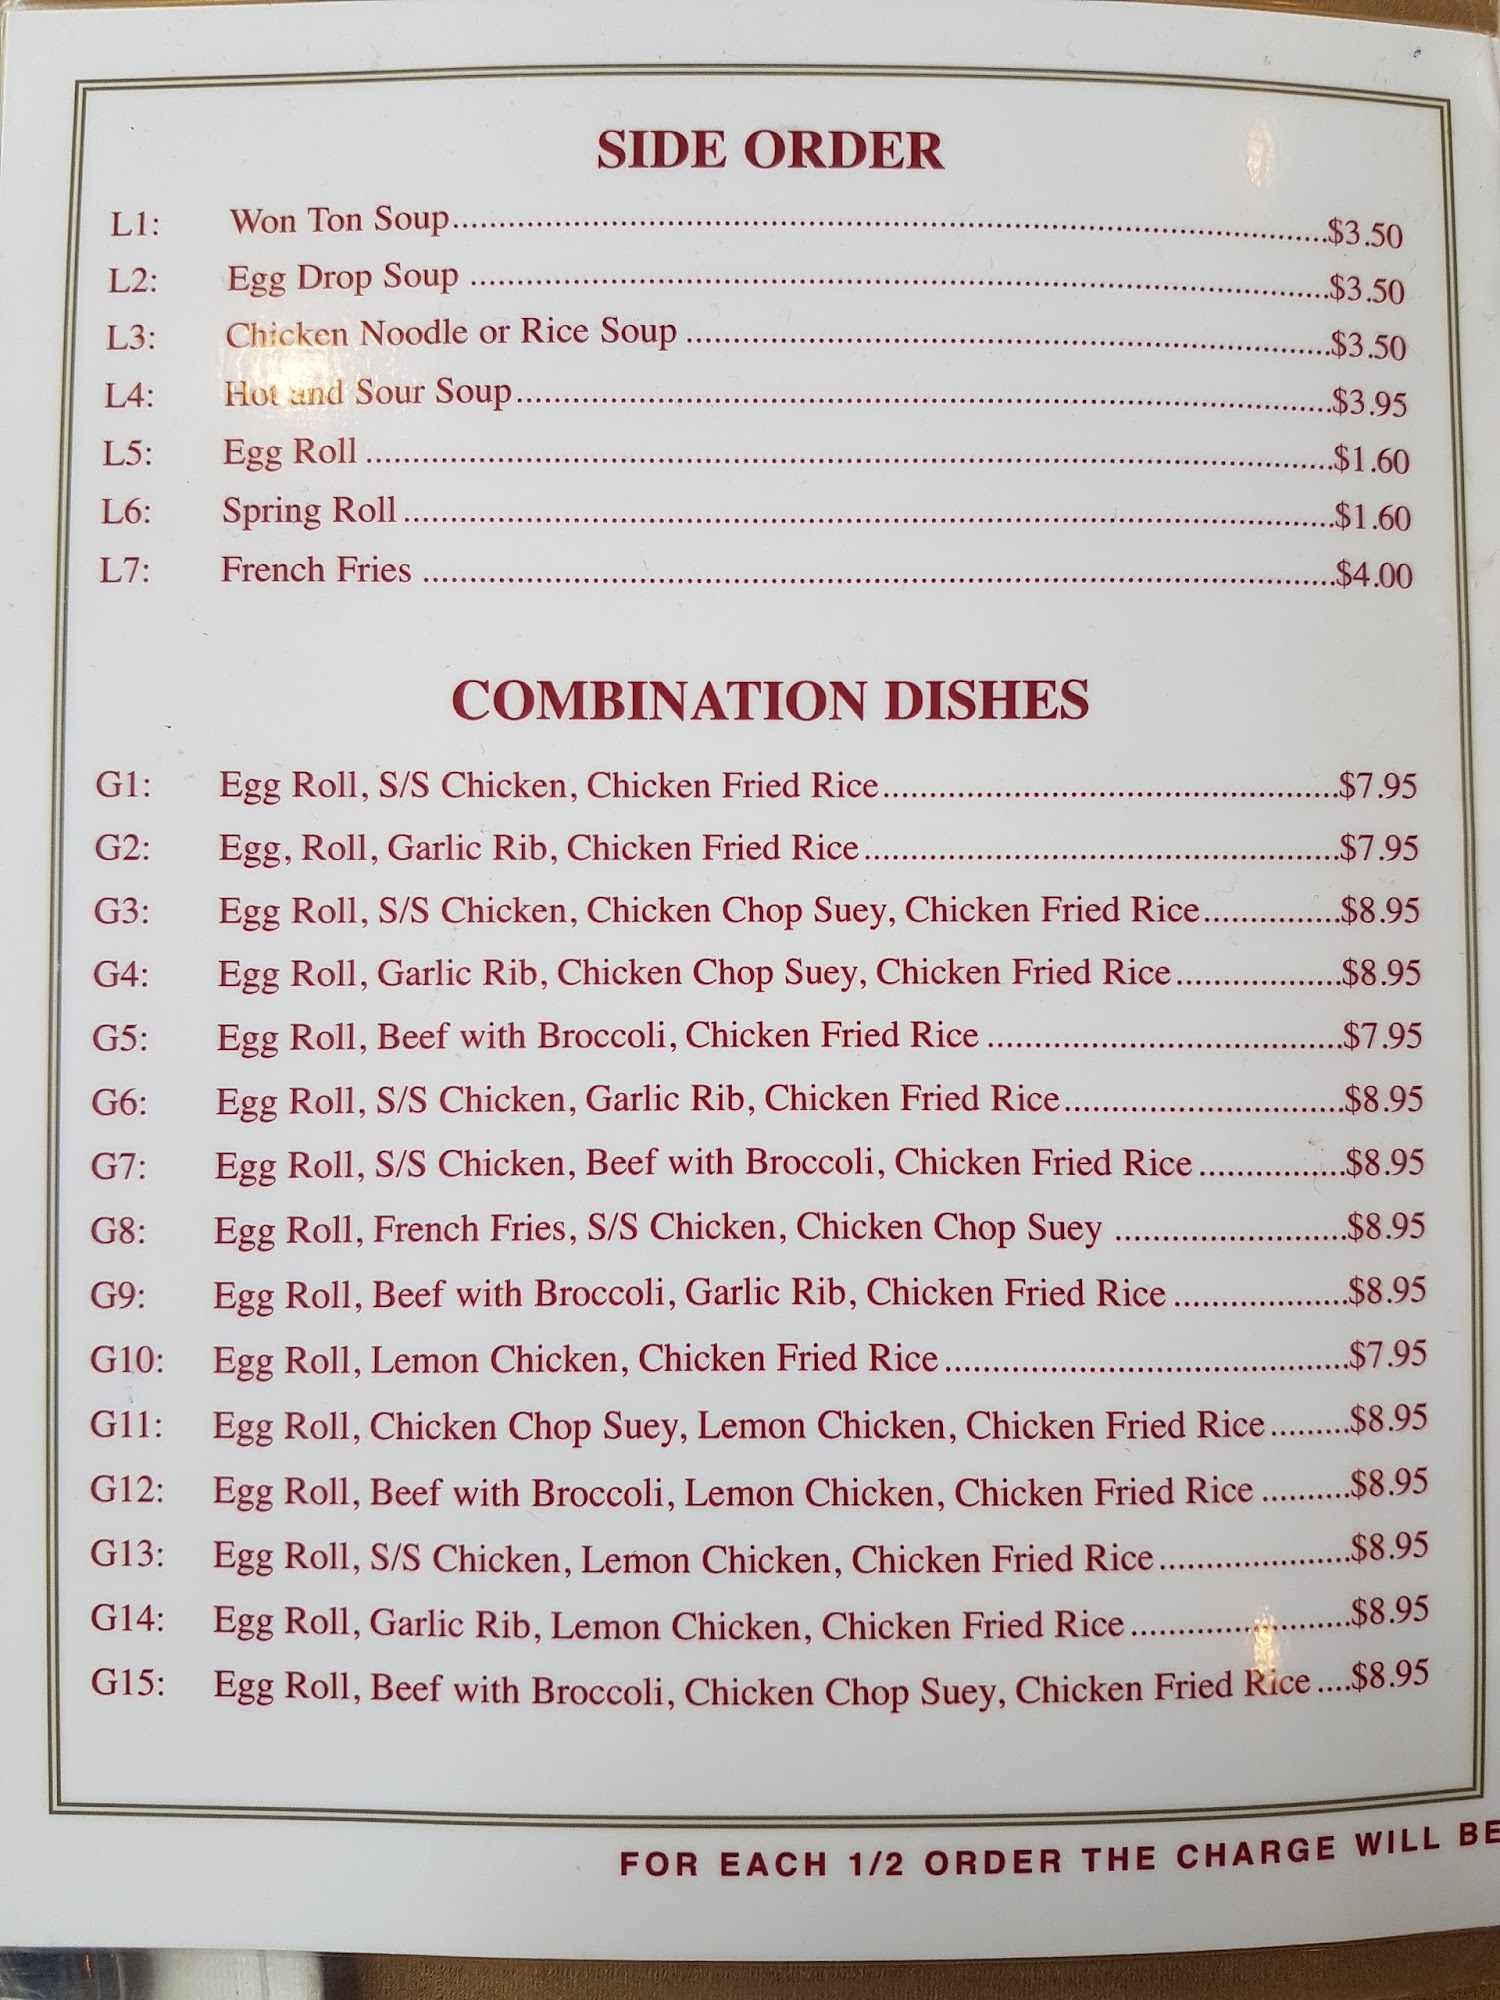 SIDE ORDER
L1: Won Ton Soup $3.50
L2: Egg Drop Soup $3.50
L3: Chicken Noodle or Rice Soup $3.50
L4: Hot and Sour Soup $3.95
L5: Egg Roll $1.60
L6: Spring Roll $1.60
L7: French Fries $4.00
COMBINATION DISHES
G1: Egg Roll, S/S Chicken, Chicken Fried Rice $7.95
G2: Egg, Roll, Garlic Rib, Chicken Fried Rice $7.95
G3: Egg Roll, S/S Chicken, Chicken Chop Suey, Chicken Fried Rice $8.95
G4: Egg Roll, Garlic Rib, Chicken Chop Suey, Chicken Fried Rice $8.95
G5: Egg Roll, Beef with Broccoli, Chicken Fried Rice $7.95
G6: Egg Roll, S/S Chicken, Garlic Rib, Chicken Fried Rice $8.95
G7: Egg Roll, S/S Chicken, Beef with Broccoli, Chicken Fried Rice $8.95
G8: Egg Roll, French Fries, S/S Chicken, Chicken Chop Suey $8.95
G9: Egg Roll, Beef with Broccoli, Garlic Rib, Chicken Fried Rice $8.95
G10: Egg Roll, Lemon Chicken, Chicken Fried Rice $7.95
G11: Egg Roll, Chicken Chop Suey, Lemon Chicken, Chicken Fried Rice $8.95
G12: Egg Roll, Beef with Broccoli, Lemon Chicken, Chicken Fried Rice $8.95
G13: Egg Roll, S/S Chicken, Lemon Chicken, Chicken Fried Rice $8.95
G14: Egg Roll, Garlic Rib, Lemon Chicken, Chicken Fried Rice $8.95
G15: Egg Roll, Beef with Broccoli, Chicken Chop Suey, Chicken Fried Rice $8.95
FOR EACH 1/2 ORDER THE CHARGE WILL BE